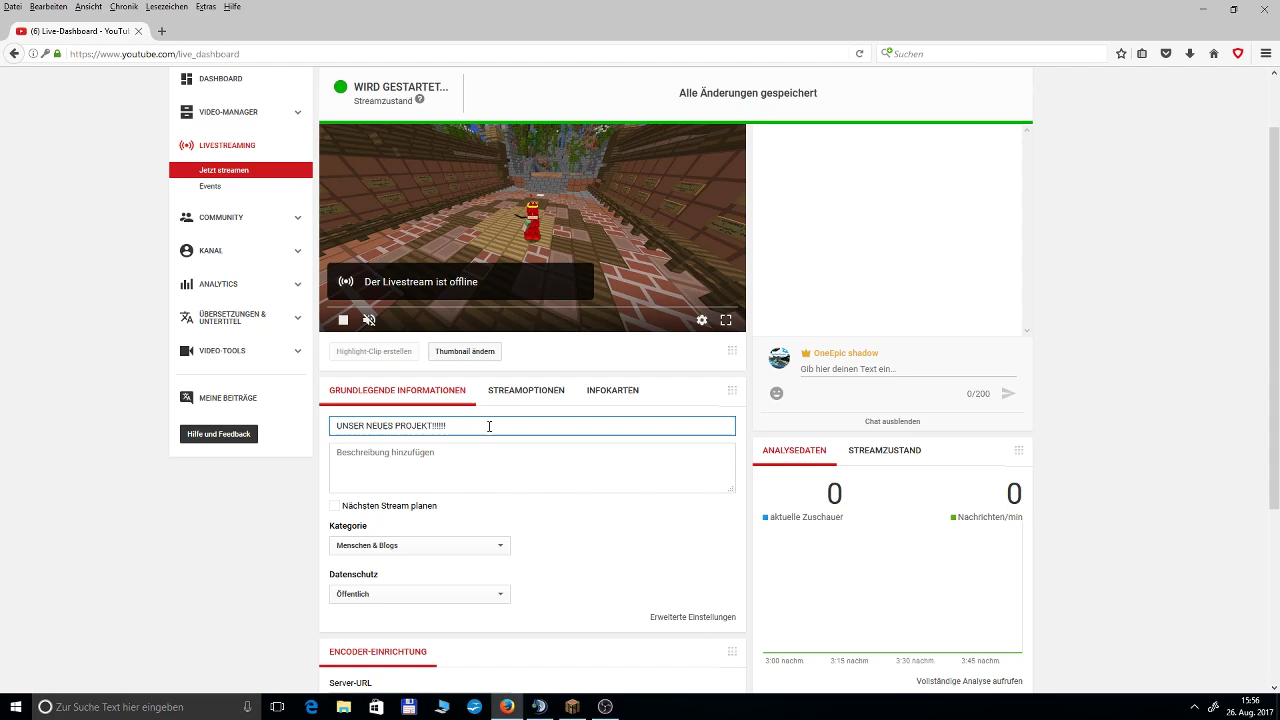 Datei Bearbeiten Ansicht Chronik Lesezeichen Extras Hilfe
(6) Live-Dashboard - YouTu
https://www.youtube.com/live_dashboard
Suchen
DASHBOARD
VIDEO-MANAGER
LIVESTREAMING
Jetzt streamen
Events
COMMUNITY
KANAL
ANALYTICS
ÜBERSETZUNGEN &
UNTERTITEL
VIDEO-TOOLS
MEINE BEITRÄGE
Hilfe und Feedback
WIRD GESTARTET...
Streamzustand ?
Alle Änderungen gespeichert
Der Livestream ist offline
Highlight-Clip erstellen
Thumbnail ändern
GRUNDLEGENDE INFORMATIONEN
STREAMOPTIONEN
INFOKARTEN
UNSER NEUES PROJEKT!!!!!!
Beschreibung hinzufügen
Nächsten Stream planen
Kategorie
Menschen & Blogs
Datenschutz
Öffentlich
Erweiterte Einstellungen
ENCODER-EINRICHTUNG
Server-URL
OneEpic shadow
Gib hier deinen Text ein...
0/200
Chat ausblenden
ANALYSEDATEN
STREAMZUSTAND
0
aktuelle Zuschauer
0
Nachrichten/min
3:00 nachm.
3:15 nachm.
3:30 nachm.
3:45 nachm.
Vollständige Analyse aufrufen
Zur Suche Text hier eingeben
15:56
26. Aug. 2017